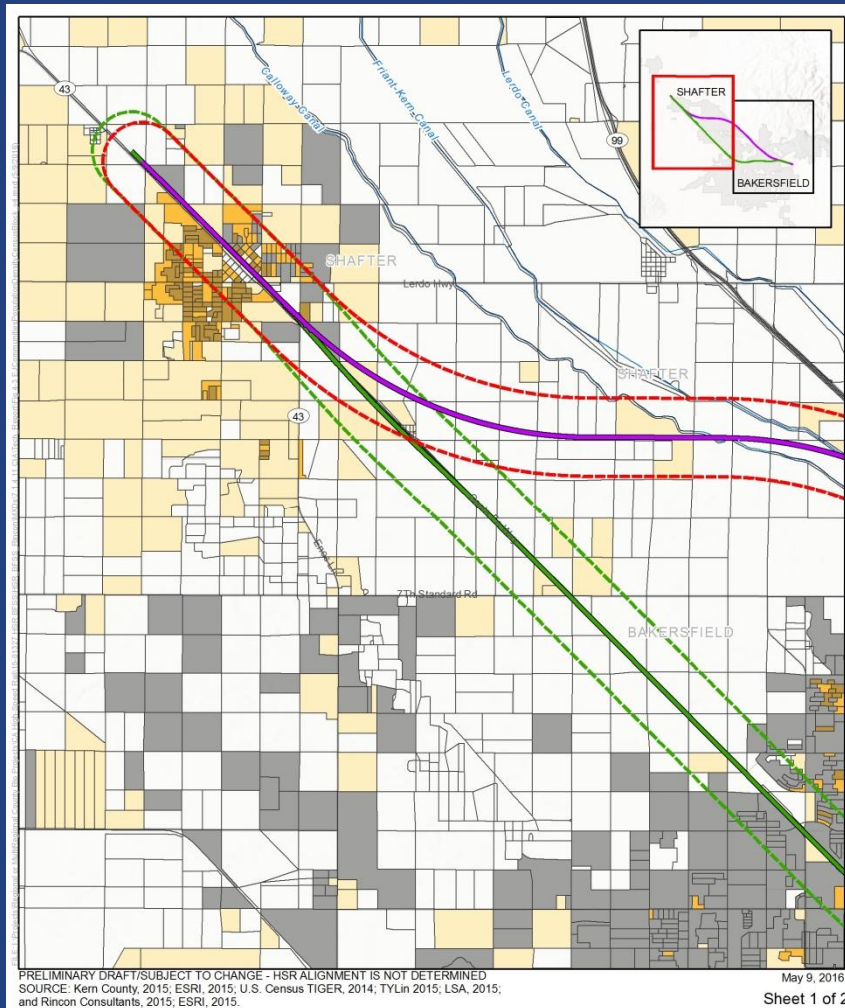 43
Calloway Canal
Friant-Kern Canal
Lerdo Canal
99
SHAFTER
BAKERSFIELD
SHAFTER
Lerdo Hwy
SHAFTER
43
7Th Standard Rd
BAKERSFIELD
PRELIMINARY DRAFT/SUBJECT TO CHANGE - HSR ALIGNMENT IS NOT DETERMINED
SOURCE: Kern County, 2015; ESRI, 2015; U.S. Census TIGER, 2014; TYLin 2015; LSA, 2015;
and Rincon Consultants, 2015; ESRI, 2015.
May 9, 2016
Sheet 1 of 2